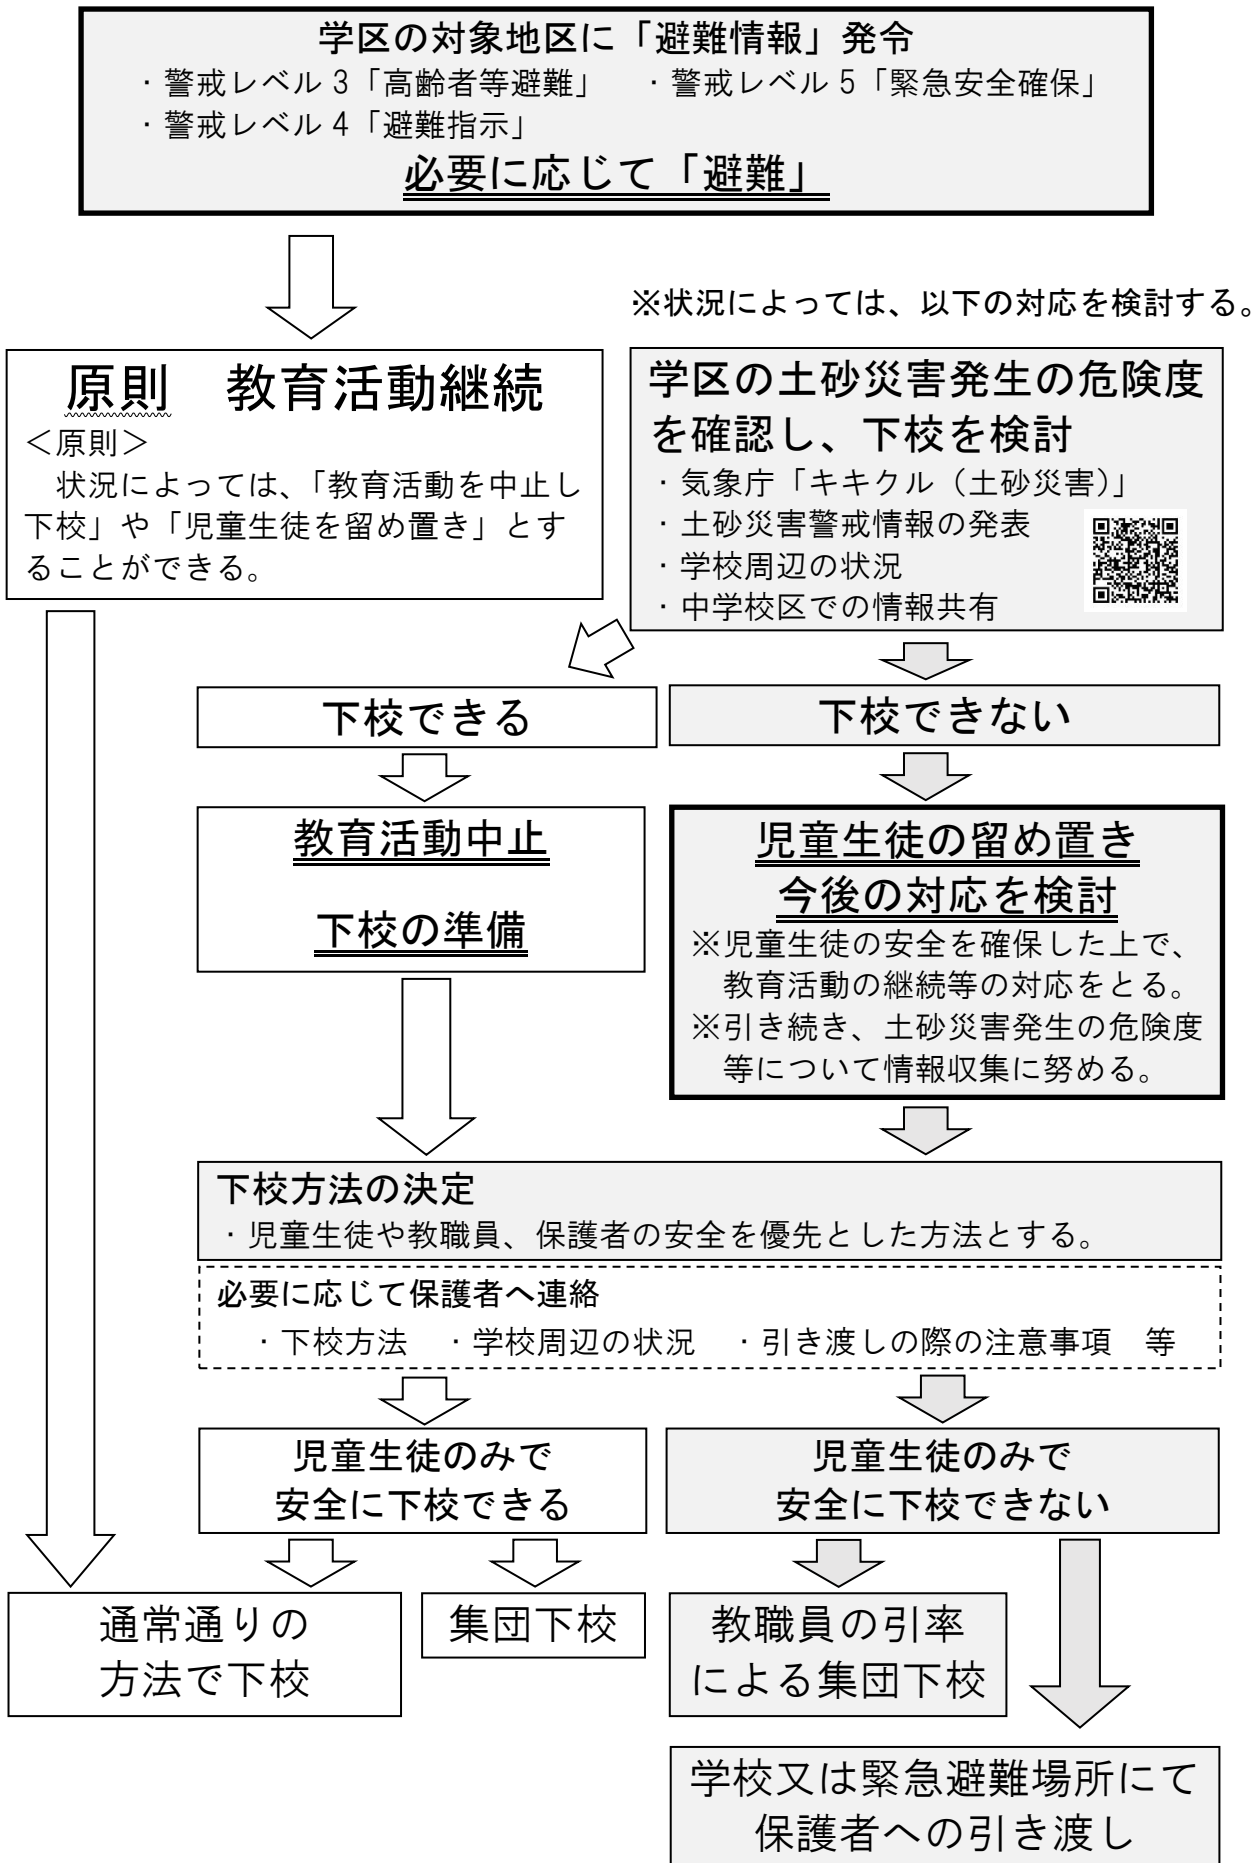 学区の対象地区に「避難情報」発令
・警戒レベル３「高齢者等避難」　・警戒レベル５「緊急安全確保」
・警戒レベル４「避難指示」
必要に応じて「避難」
※状況によっては、以下の対応を検討する。
原則　教育活動継続
＜原則＞
状況によっては、「教育活動を中止し
下校」や「児童生徒を留め置き」とす
ることができる。
学区の土砂災害発生の危険度
を確認し、下校を検討
・気象庁「キキクル（土砂災害）」
・土砂災害警戒情報の発表
・学校周辺の状況
・中学校区での情報共有
下校できる
下校できない
教育活動中止
下校の準備
児童生徒の留め置き
今後の対応を検討
※児童生徒の安全を確保した上で、
教育活動の継続等の対応をとる。
※引き続き、土砂災害発生の危険度
等について情報収集に努める。
下校方法の決定
・児童生徒や教職員、保護者の安全を優先とした方法とする。
必要に応じて保護者へ連絡
・下校方法　・学校周辺の状況　・引き渡しの際の注意事項　等
児童生徒のみで
安全に下校できる
児童生徒のみで
安全に下校できない
通常通りの
方法で下校
集団下校
教職員の引率
による集団下校
学校又は緊急避難場所にて
保護者への引き渡し